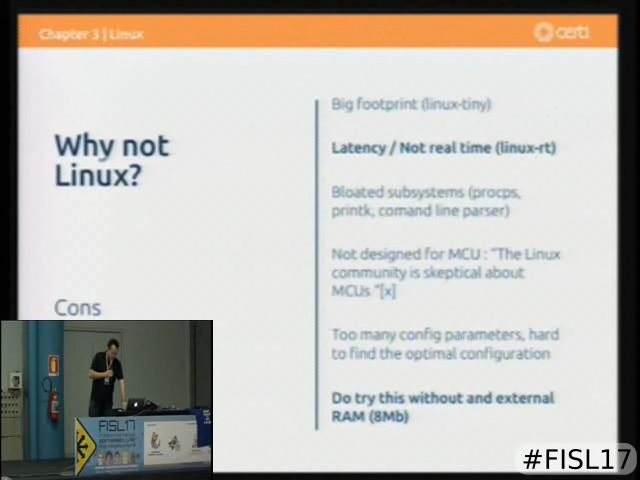 Chapter 3 | Linux
certi
Why not
Linux?
Cons
Big footprint (linux-tiny)
Latency / Not real time (linux-rt)
Bloated subsystems (procps,
printk, comand line parser)
Not designed for MCU : "The Linux
community is skeptical about
MCUs "[x]
Too many config parameters, hard
to find the optimal configuration
Do try this without and external
RAM (8Mb)
FISL17
#FISL17